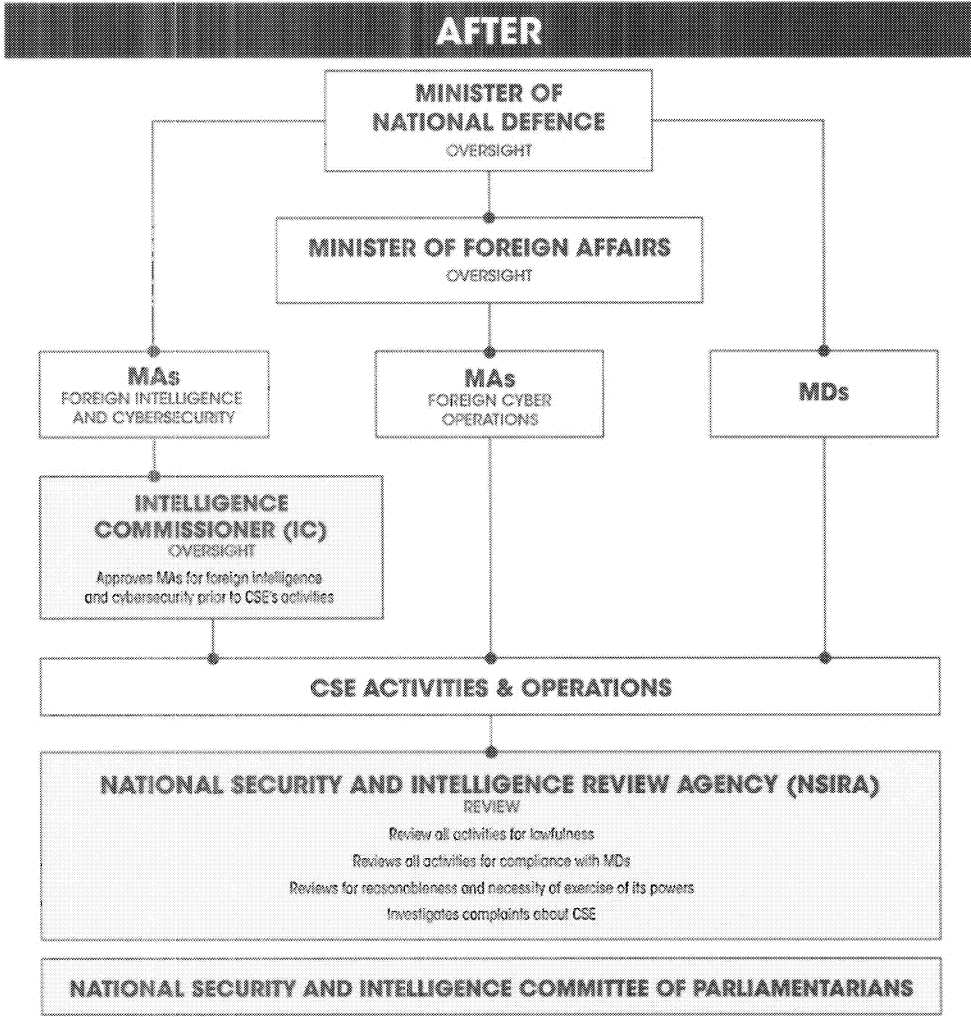 AFTER
MINISTER OF
NATIONAL DEFENCE
OVERSIGHT
MINISTER OF FOREIGN AFFAIRS
OVERSIGHT
MAs
FOREIGN INTELLIGENCE
AND CYBERSECURITY
MAs
FOREIGN CYBER
OPERATIONS
MDs
INTELLIGENCE
COMMISSIONER (IC)
OVERSIGHT
Approves MAs for foreign intelligence
and cybersecurity prior to CSE's activities
CSE ACTIVITIES & OPERATIONS
NATIONAL SECURITY AND INTELLIGENCE REVIEW AGENCY (NSIRA)
REVIEW
Review all activities for lawfulness
Reviews all activities for compliance with MDs
Reviews for reasonableness and necessity of exercise of its powers
Investigates complaints about CSE
NATIONAL SECURITY AND INTELLIGENCE COMMITTEE OF PARLIAMENTARIANS